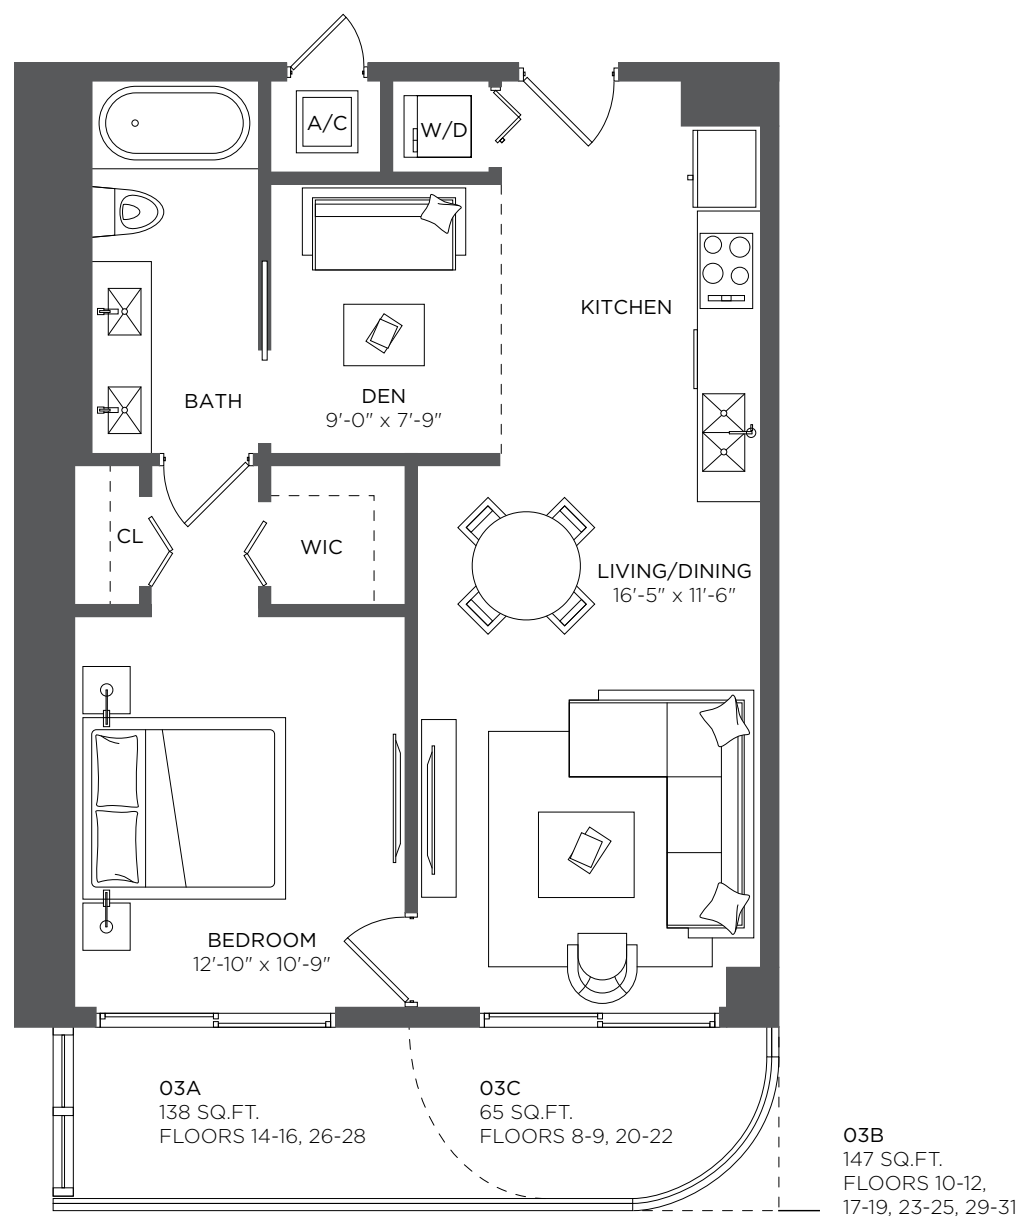 A/C
W/D
KITCHEN
BATH
DEN
9'-0" x 7'-9"
CL
WIC
LIVING/DINING
16'-5" x 11'-6"
BEDROOM
12'-10" x 10'-9"
03A
138 SQ.FT.
FLOORS 14-16, 26-28
03C
65 SQ.FT.
FLOORS 8-9, 20-22
03B
147 SQ.FT.
FLOORS 10-12,
17-19, 23-25, 29-31